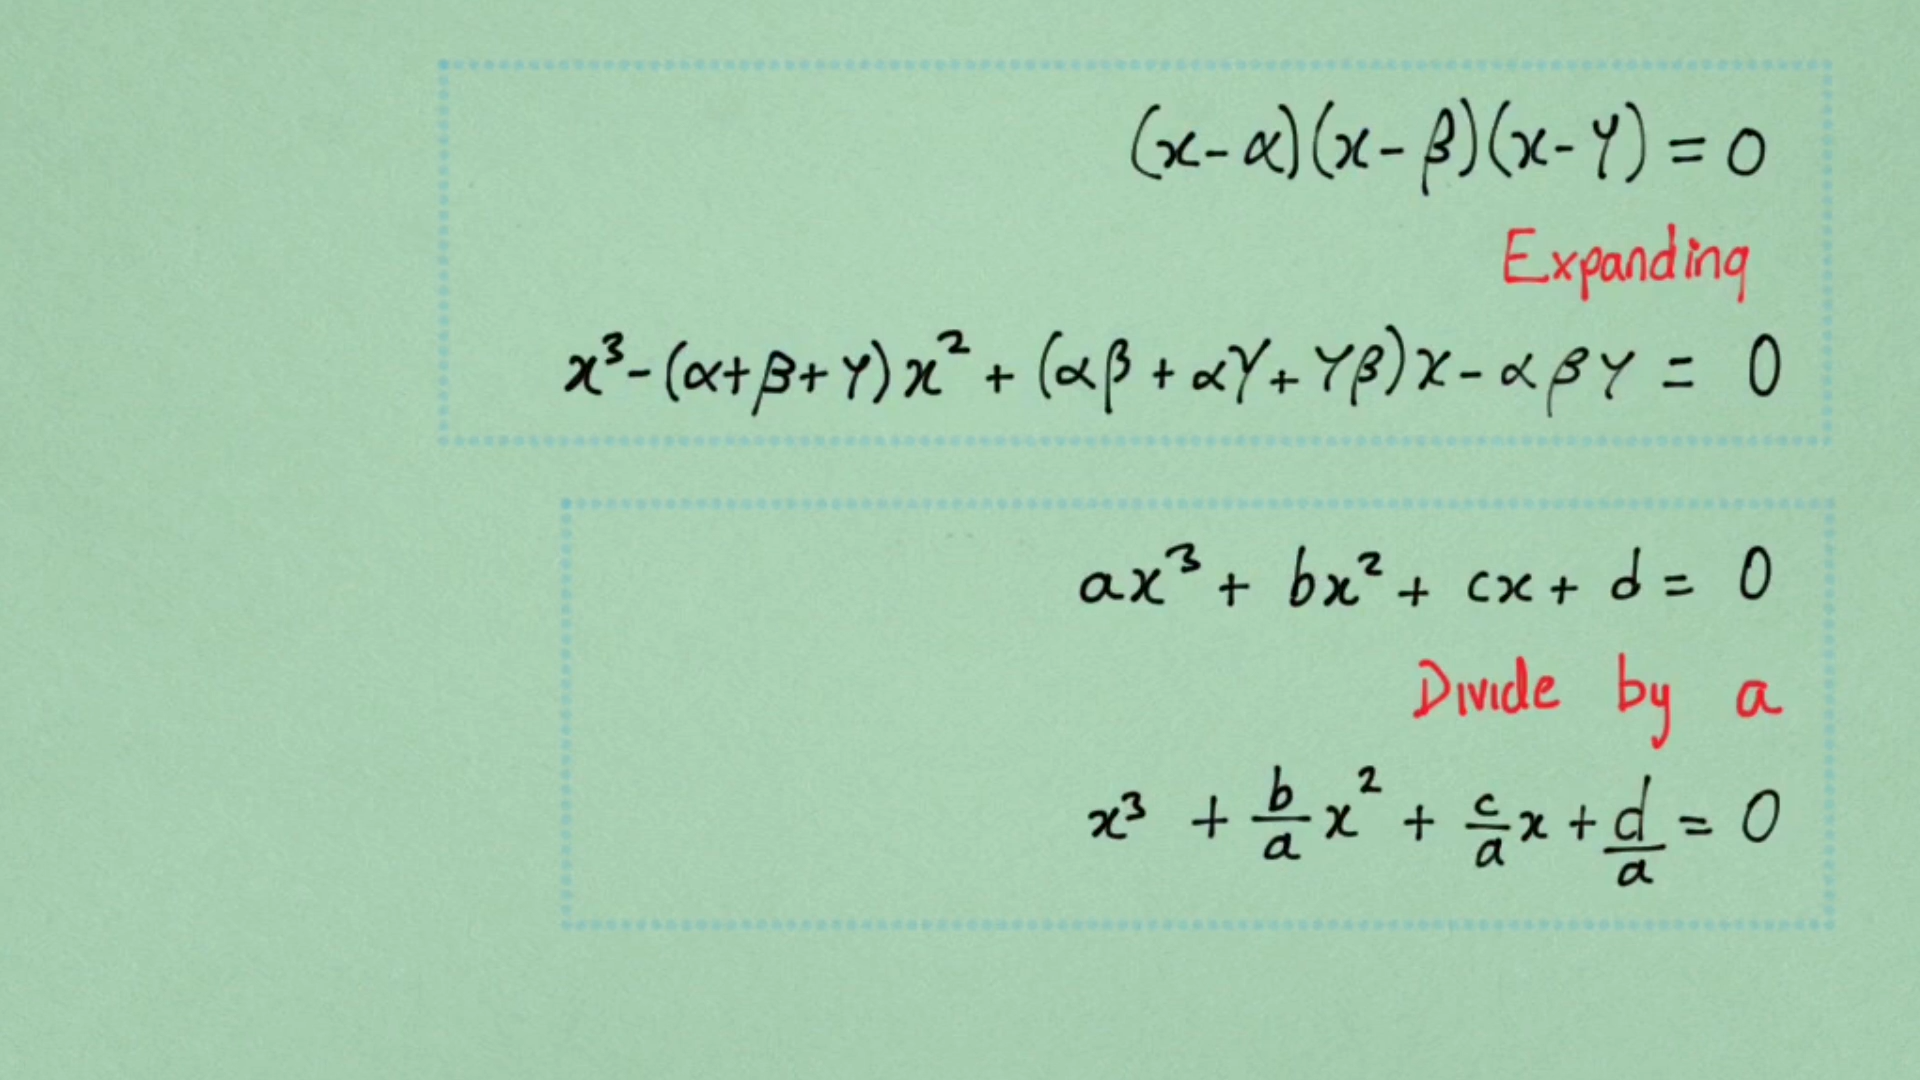 (x-α)(x-β)(x-γ) = 0
Expanding
x³-(α+β+γ)x² + (αβ + αγ + γβ)x - αβγ = 0
ax³ + bx² + cx + d = 0
Divide by a
x³ + b/a x² + c/a x + d/a = 0